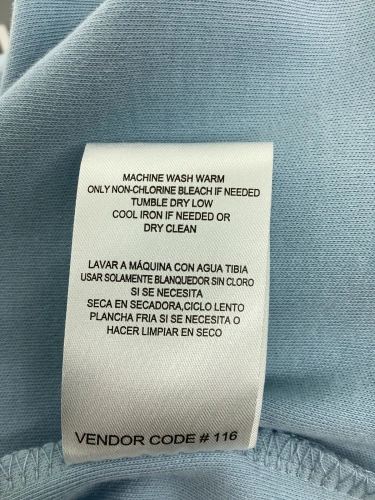 MACHINE WASH WARM
ONLY NON-CHLORINE BLEACH IF NEEDED
TUMBLE DRY LOW
COOL IRON IF NEEDED OR
DRY CLEAN
LAVAR A MÁQUINA CON AGUA TIBIA
USAR SOLAMENTE BLANQUEDOR SIN CLORO
SI SE NECESITA
SECA EN SECADORA,CICLO LENTO
PLANCHA FRIA SI SE NECESITA O
HACER LIMPIAR EN SECO
VENDOR CODE # 116